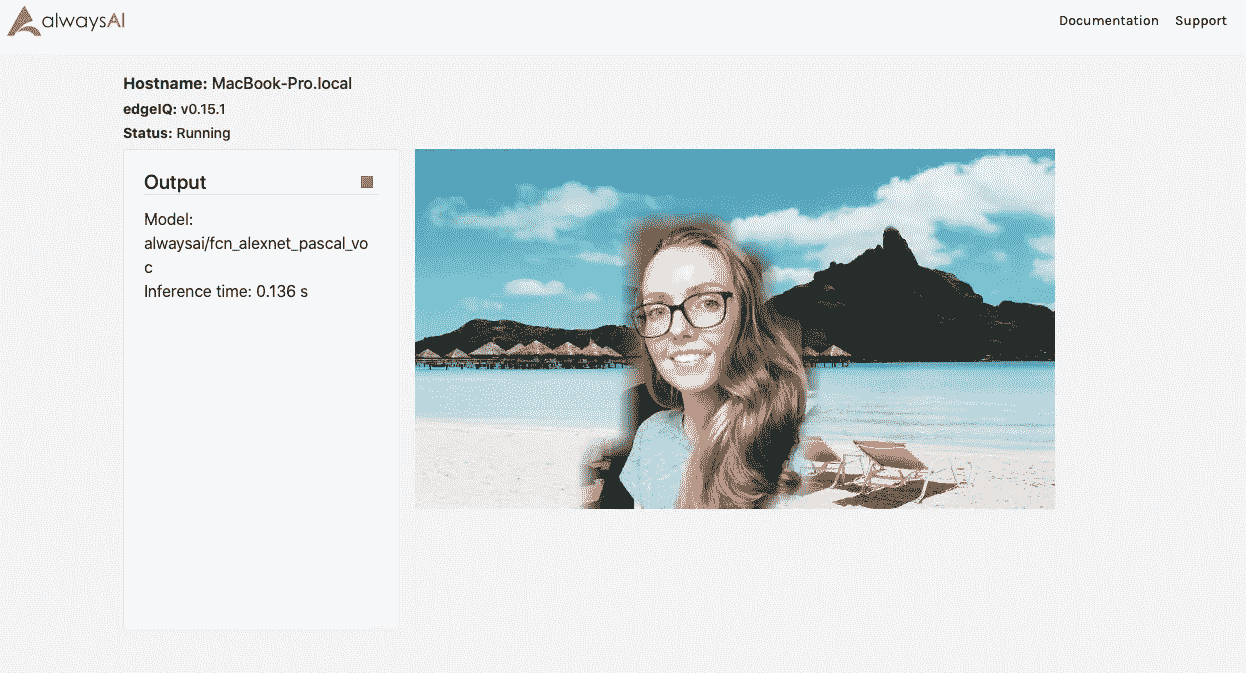 alwaysAI
Documentation Support
Hostname: MacBook-Pro.local
edgeIQ: v0.15.1
Status: Running
Output
Model:
alwaysai/fcn_alexnet_pascal_vo
c
Inference time: 0.136 s